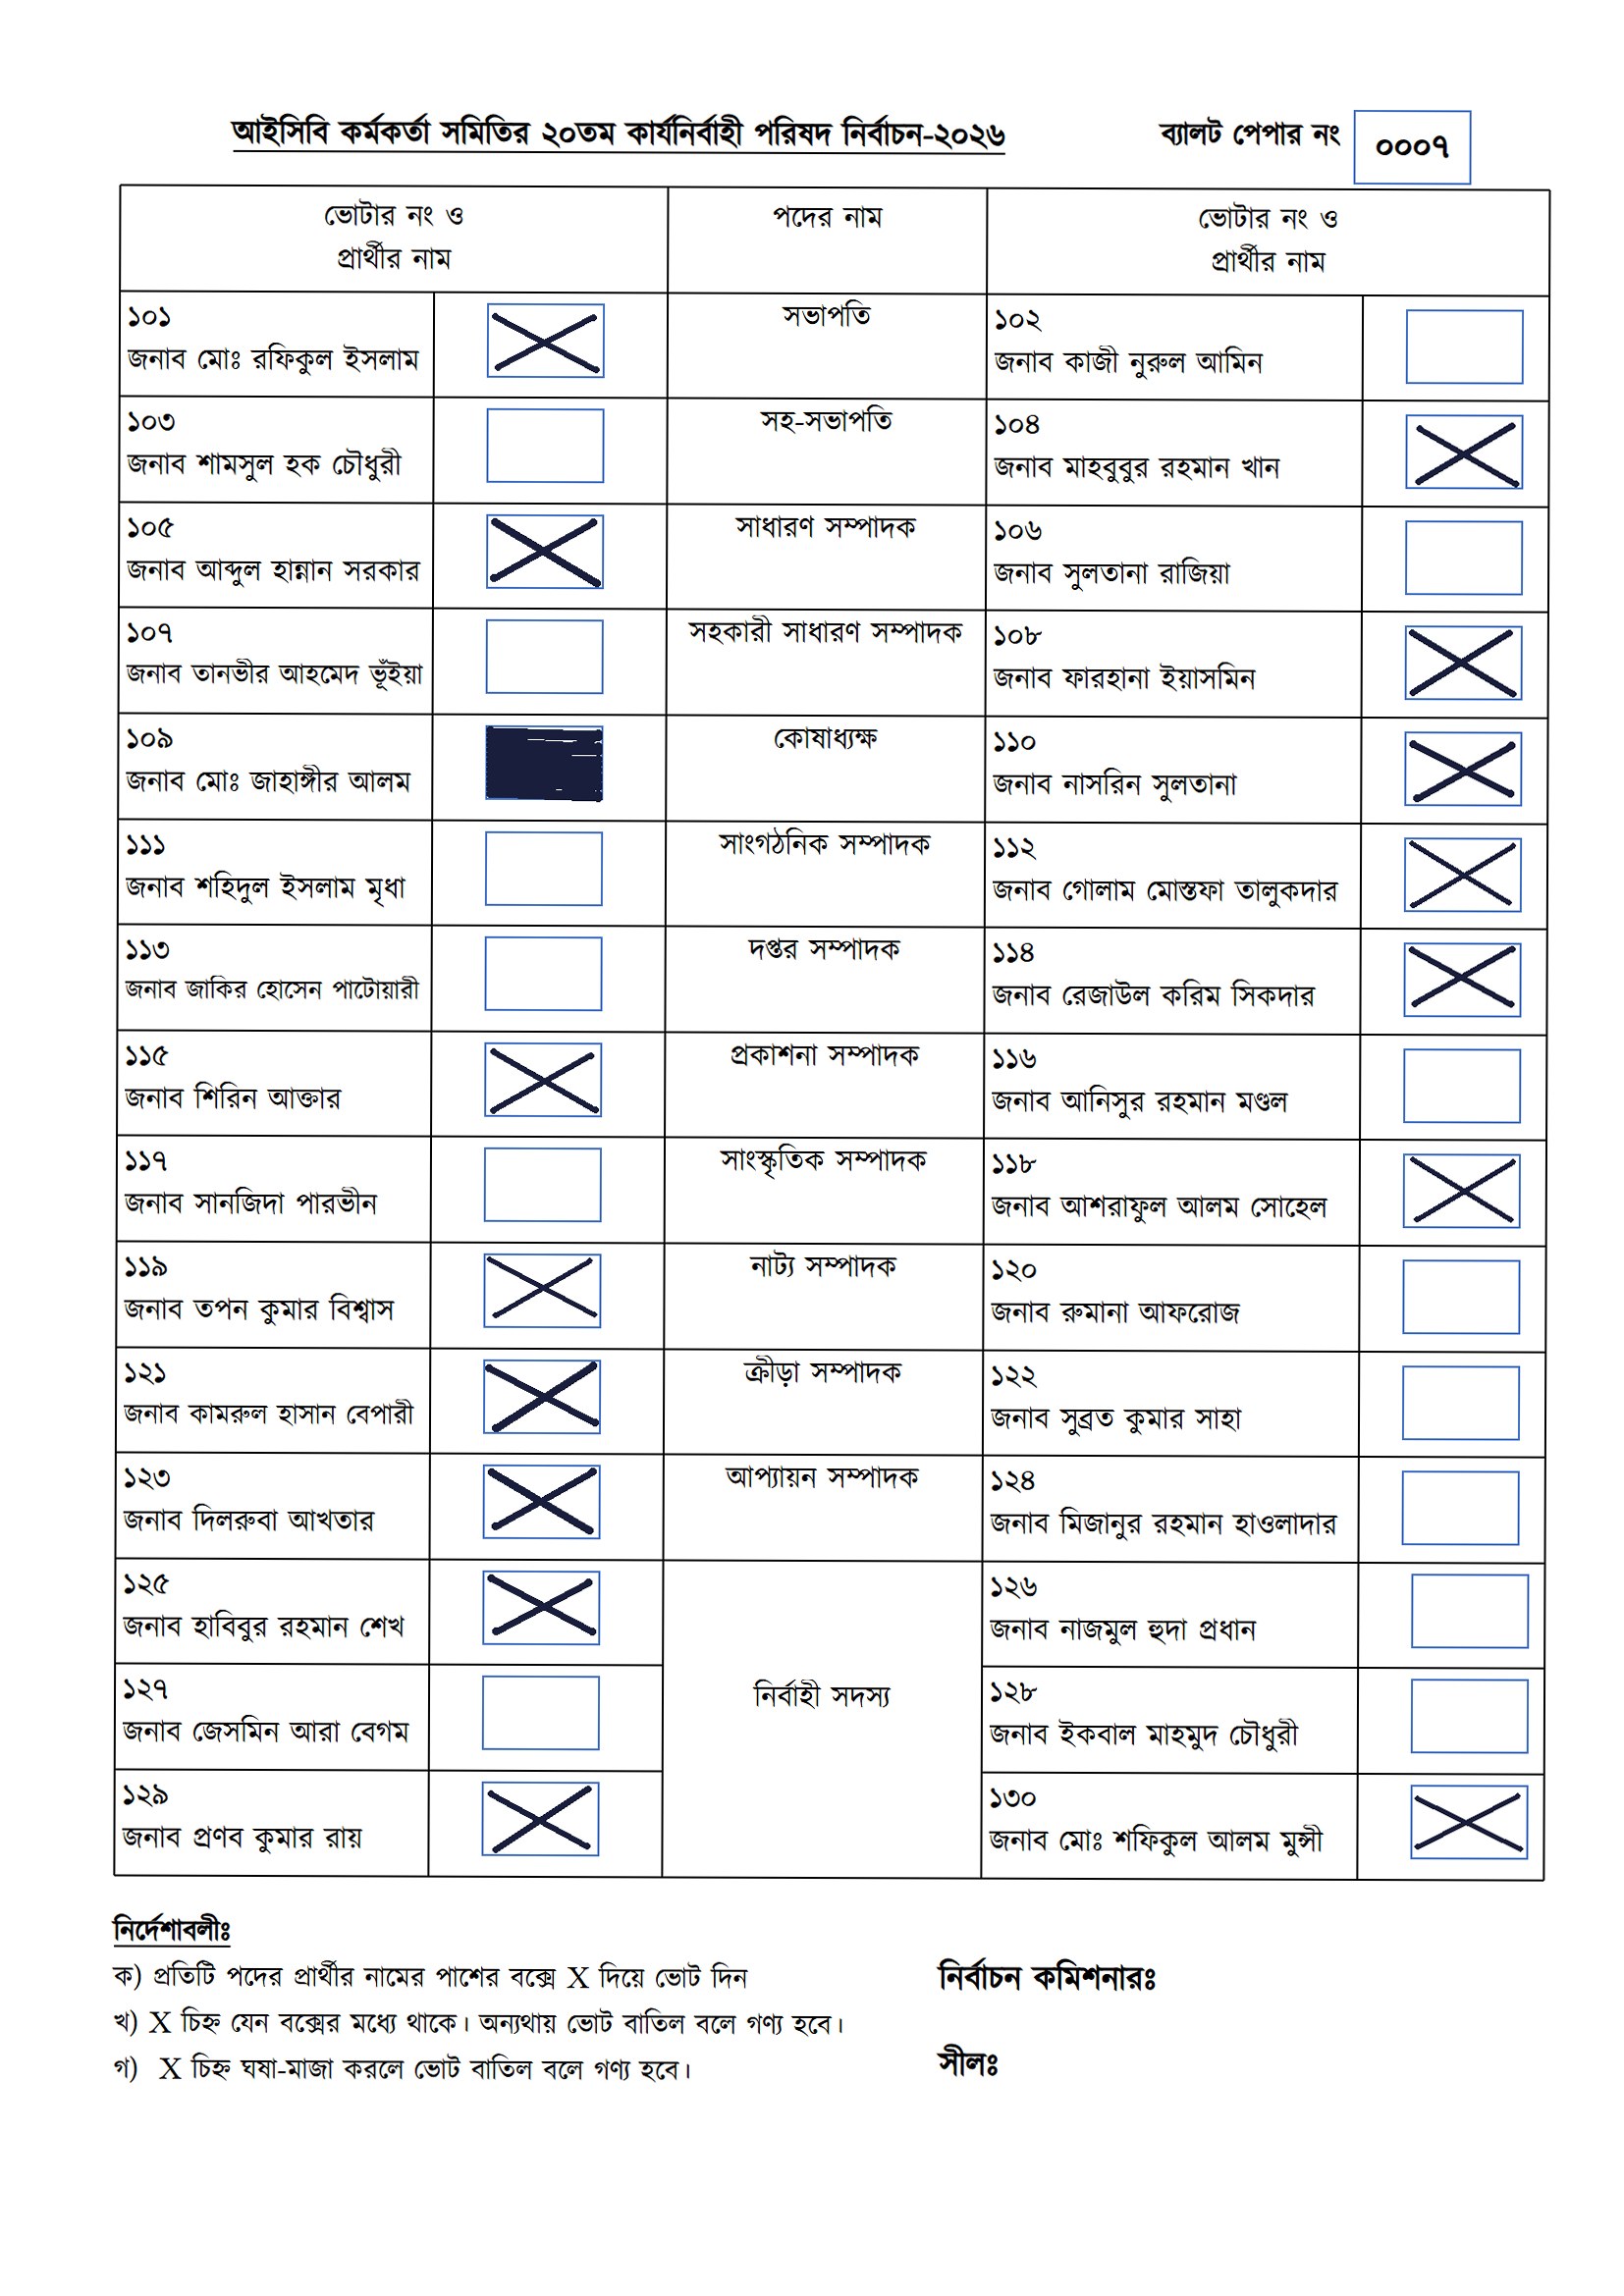 আইসিবি কর্মকর্তা সমিতির ২০তম কার্যনির্বাহী পরিষদ নির্বাচন-২০২৬
ব্যালট পেপার নং ০০০৭
ভোটার নং ও
প্রার্থীর নাম
পদের নাম
ভোটার নং ও
প্রার্থীর নাম
১০১
জনাব মোঃ রফিকুল ইসলাম
সভাপতি
১০২
জনাব কাজী নুরুল আমিন
১০৩
জনাব শামসুল হক চৌধুরী
সহ-সভাপতি
১০৪
জনাব মাহবুবুর রহমান খান
১০৫
জনাব আব্দুল হান্নান সরকার
সাধারণ সম্পাদক
১০৬
জনাব সুলতানা রাজিয়া
১০৭
জনাব তানভীর আহমেদ ভূঁইয়া
সহকারী সাধারণ সম্পাদক
১০৮
জনাব ফারহানা ইয়াসমিন
১০৯
জনাব মোঃ জাহাঙ্গীর আলম
কোষাধ্যক্ষ
১১০
জনাব নাসরিন সুলতানা
১১১
জনাব শহিদুল ইসলাম মৃধা
সাংগঠনিক সম্পাদক
১১২
জনাব গোলাম মোস্তফা তালুকদার
১১৩
জনাব জাকির হোসেন পাটোয়ারী
দপ্তর সম্পাদক
১১৪
জনাব রেজাউল করিম সিকদার
১১৫
জনাব শিরিন আক্তার
প্রকাশনা সম্পাদক
১১৬
জনাব আনিসুর রহমান মণ্ডল
১১৭
জনাব সানজিদা পারভীন
সাংস্কৃতিক সম্পাদক
১১৮
জনাব আশরাফুল আলম সোহেল
১১৯
জনাব তপন কুমার বিশ্বাস
নাট্য সম্পাদক
১২০
জনাব রুমানা আফরোজ
১২১
জনাব কামরুল হাসান বেপারী
ক্রীড়া সম্পাদক
১২২
জনাব সুব্রত কুমার সাহা
১২৩
জনাব দিলরুবা আখতার
আপ্যায়ন সম্পাদক
১২৪
জনাব মিজানুর রহমান হাওলাদার
১২৫
জনাব হাবিবুর রহমান শেখ
১২৬
জনাব নাজমুল হুদা প্রধান
১২৭
জনাব জেসমিন আরা বেগম
নির্বাহী সদস্য
১২৮
জনাব ইকবাল মাহমুদ চৌধুরী
১২৯
জনাব প্রণব কুমার রায়
১৩০
জনাব মোঃ শফিকুল আলম মুন্সী
নির্দেশাবলীঃ
ক) প্রতিটি পদের প্রার্থীর নামের পাশের বক্সে X দিয়ে ভোট দিন
খ) X চিহ্ন যেন বক্সের মধ্যে থাকে। অন্যথায় ভোট বাতিল বলে গণ্য হবে।
গ) X চিহ্ন ঘষা-মাজা করলে ভোট বাতিল বলে গণ্য হবে।
নির্বাচন কমিশনারঃ
সীলঃ